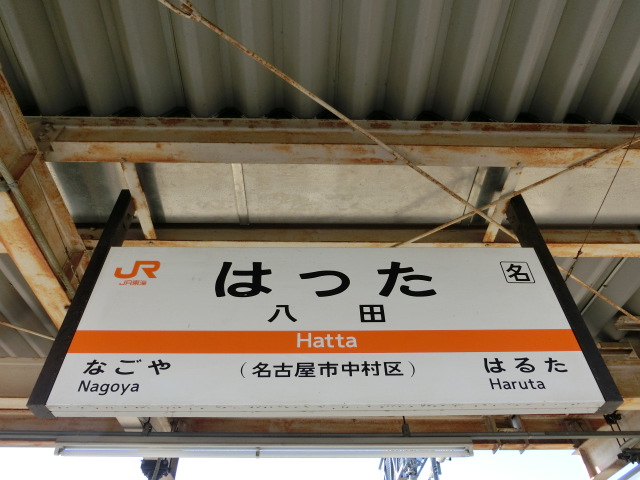 JR
JR東海
はった
名
八田
Hatta
なごや
Nagoya
(名古屋市中村区)
はるた
Haruta